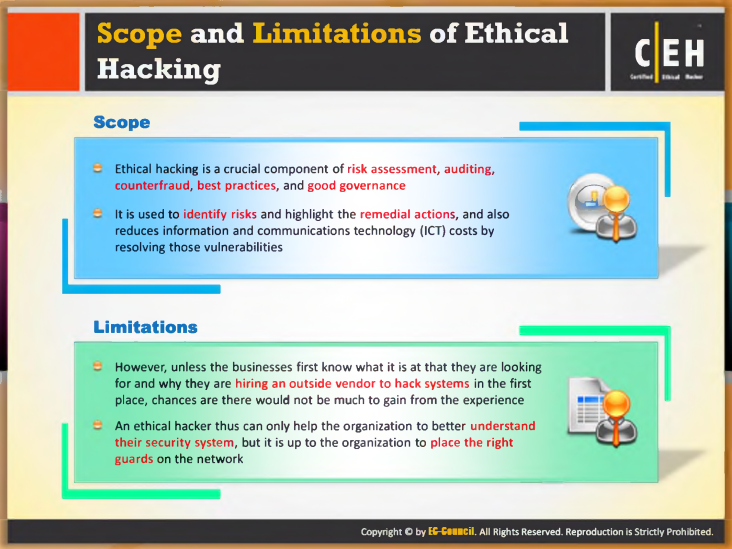 Scope and Limitations of Ethical
Hacking
C|EH
Certified Ethical Hacker
Scope
Ethical hacking is a crucial component of risk assessment, auditing,
counterfraud, best practices, and good governance
It is used to identify risks and highlight the remedial actions, and also
reduces information and communications technology (ICT) costs by
resolving those vulnerabilities
Limitations
However, unless the businesses first know what it is at that they are looking
for and why they are hiring an outside vendor to hack systems in the first
place, chances are there would not be much to gain from the experience
An ethical hacker thus can only help the organization to better understand
their security system, but it is up to the organization to place the right
guards on the network
Copyright © by EC-Council. All Rights Reserved. Reproduction is Strictly Prohibited.